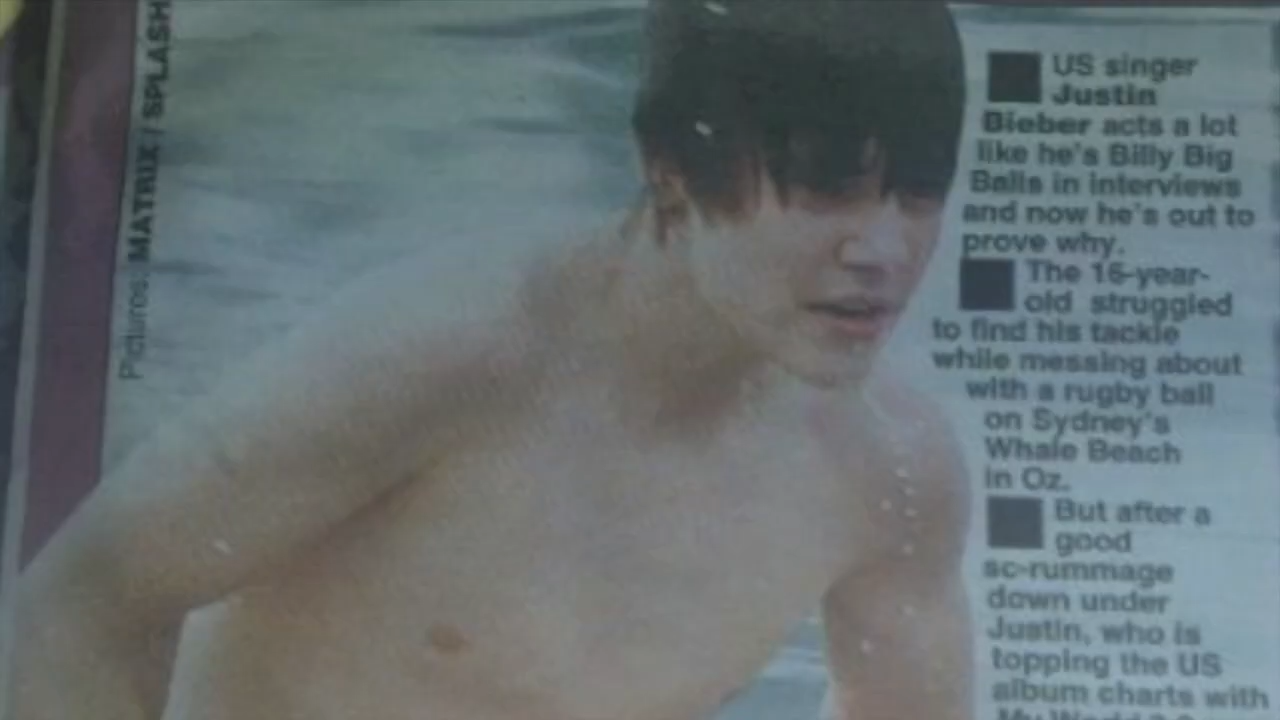 Pictures: MATRIX / SPLASH
US singer
Justin
Bieber acts a lot
like he's Billy Big
Balls in interviews
and now he's out to
prove why.
The 16-year-
old struggled
to find his tackle
while messing about
with a rugby ball
on Sydney's
Whale Beach
in Oz.
But after a
good
sc-rummage
down under
Justin, who is
topping the US
album charts with
My World